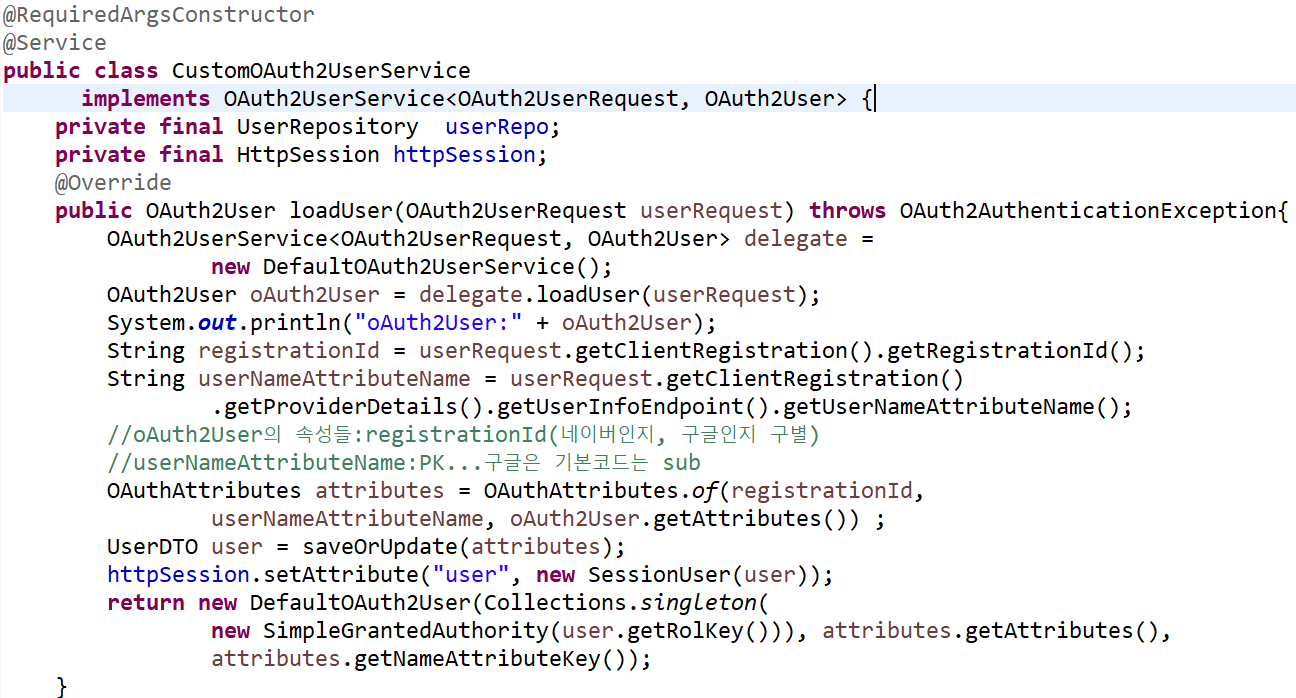 @RequiredArgsConstructor
@Service
public class CustomOAuth2UserService
implements OAuth2UserService<OAuth2UserRequest, OAuth2User> {
private final UserRepository  userRepo;
private final HttpSession httpSession;
@Override
public OAuth2User loadUser(OAuth2UserRequest userRequest) throws OAuth2AuthenticationException{
OAuth2UserService<OAuth2UserRequest, OAuth2User> delegate =
new DefaultOAuth2UserService();
OAuth2User oAuth2User = delegate.loadUser(userRequest);
System.out.println("oAuth2User:" + oAuth2User);
String registrationId = userRequest.getClientRegistration().getRegistrationId();
String userNameAttributeName = userRequest.getClientRegistration()
.getProviderDetails().getUserInfoEndpoint().getUserNameAttributeName();
//oAuth2User의 속성들:registrationId(네이버인지, 구글인지 구별)
//userNameAttributeName:PK...구글은 기본코드는 sub
OAuthAttributes attributes = OAuthAttributes.of(registrationId,
userNameAttributeName, oAuth2User.getAttributes()) ;
UserDTO user = saveOrUpdate(attributes);
httpSession.setAttribute("user", new SessionUser(user));
return new DefaultOAuth2User(Collections.singleton(
new SimpleGrantedAuthority(user.getRolKey())), attributes.getAttributes(),
attributes.getNameAttributeKey());
}